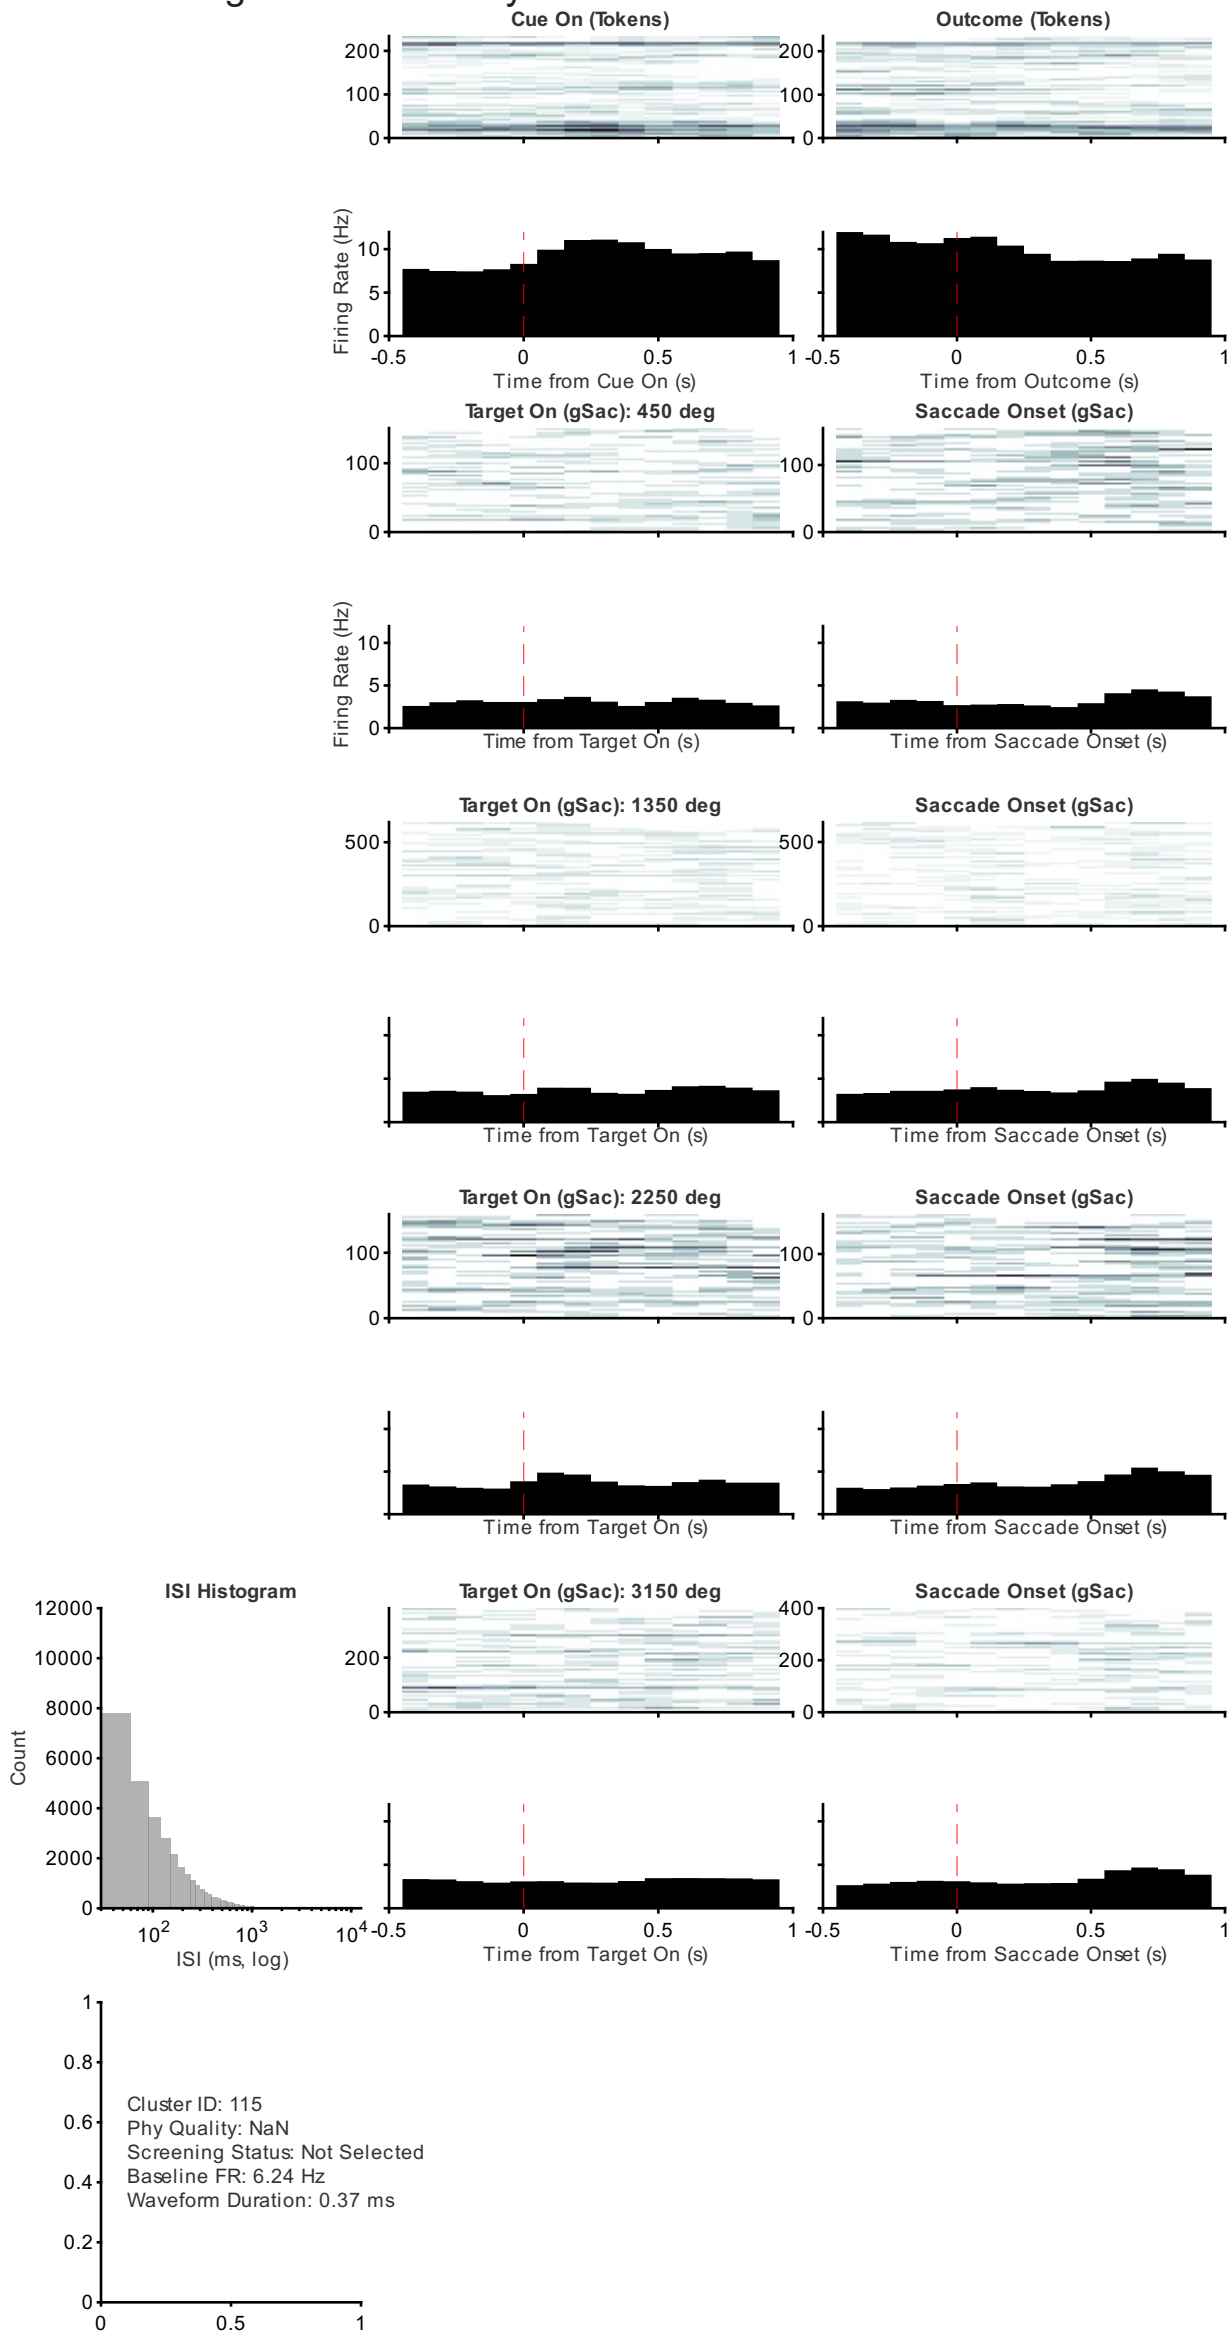 Cue On (Tokens)
Outcome (Tokens)
200
100
0
200
100
0
Firing Rate (Hz)
10
5
0
-0.5
0
0.5
1
-0.5
0
0.5
1
Time from Cue On (s)
Time from Outcome (s)
Target On (gSac): 450 deg
Saccade Onset (gSac)
100
0
100
0
Firing Rate (Hz)
10
5
0
Time from Target On (s)
Time from Saccade Onset (s)
Target On (gSac): 1350 deg
Saccade Onset (gSac)
500
0
500
0
Time from Target On (s)
Time from Saccade Onset (s)
Target On (gSac): 2250 deg
Saccade Onset (gSac)
100
0
100
0
Time from Target On (s)
Time from Saccade Onset (s)
ISI Histogram
Target On (gSac): 3150 deg
Saccade Onset (gSac)
12000
10000
8000
6000
4000
2000
0
Count
10²
10³
10⁴
ISI (ms, log)
200
0
400
200
0
-0.5
0
0.5
1
-0.5
0
0.5
1
Time from Target On (s)
Time from Saccade Onset (s)
1
0.8
0.6
0.4
0.2
0
Cluster ID: 115
Phy Quality: NaN
Screening Status: Not Selected
Baseline FR: 6.24 Hz
Waveform Duration: 0.37 ms
0
0.5
1